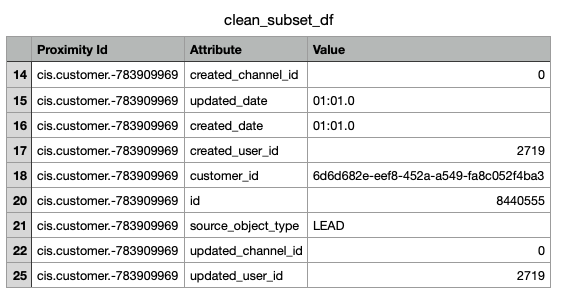 clean_subset_df
Proximity Id Attribute Value
14 cis.customer.-783909969 created_channel_id 0
15 cis.customer.-783909969 updated_date 01:01.0
16 cis.customer.-783909969 created_date 01:01.0
17 cis.customer.-783909969 created_user_id 2719
18 cis.customer.-783909969 customer_id 6d6d682e-eef8-452a-a549-fa8c052f4ba3
20 cis.customer.-783909969 id 8440555
21 cis.customer.-783909969 source_object_type LEAD
22 cis.customer.-783909969 updated_channel_id 0
25 cis.customer.-783909969 updated_user_id 2719